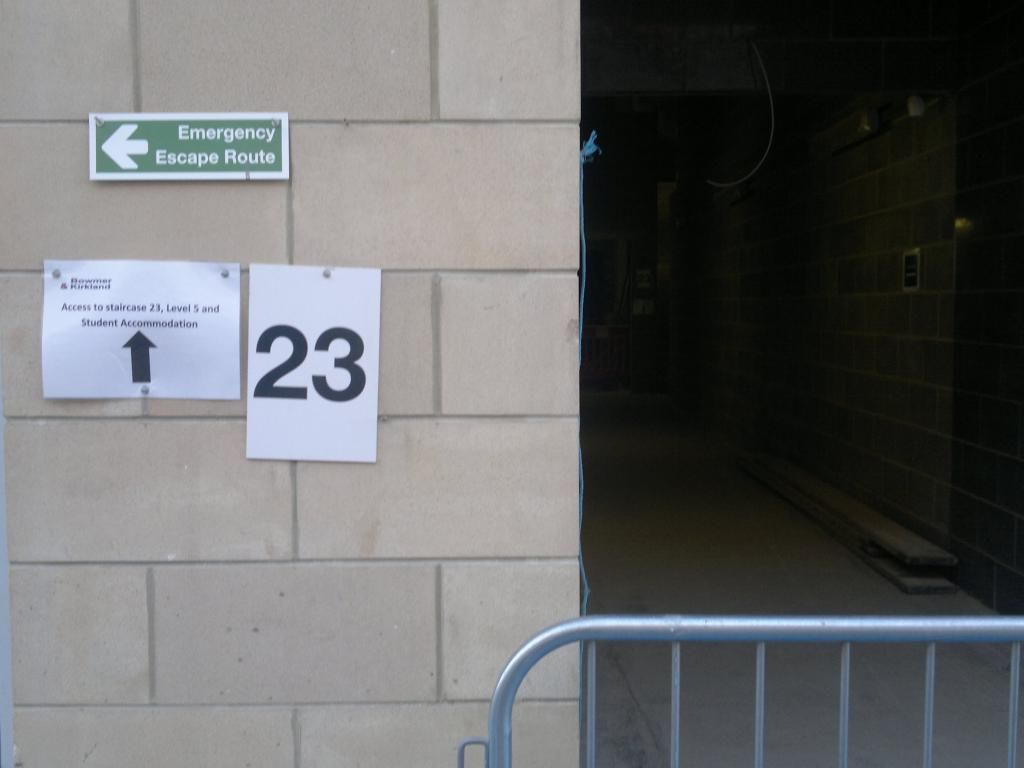 Emergency
Escape Route
Bowmer
& Kirkland
Access to staircase 23, Level 5 and
Student Accommodation
23